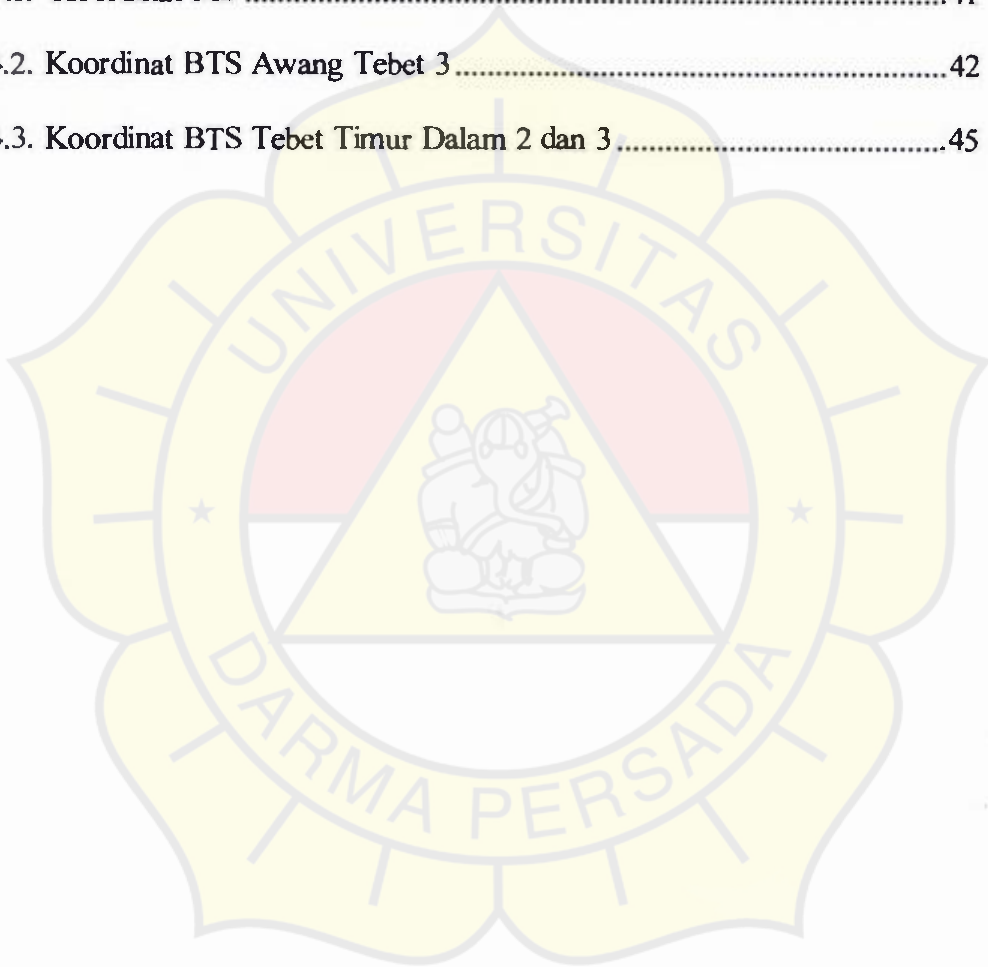 .2. Koordinat BTS Awang Tebet 3 ........ 42
.3. Koordinat BTS Tebet Timur Dalam 2 dan 3 ........ 45
UNIVERSITAS
DARMA PERSADA